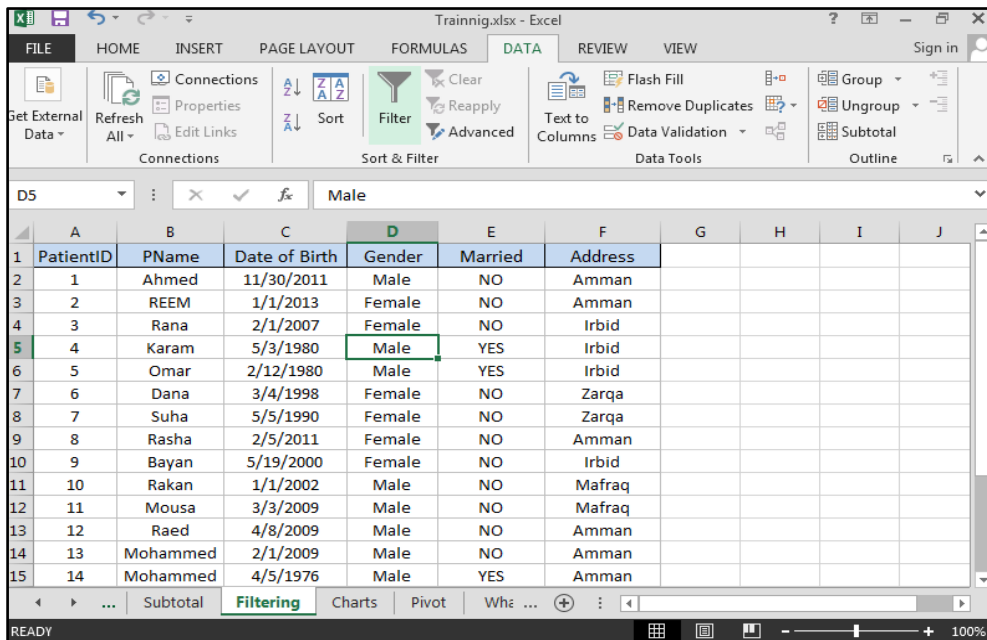 Trainnig.xlsx - Excel
?
FILE HOME INSERT PAGE LAYOUT FORMULAS DATA REVIEW VIEW Sign in
Get External Data
Refresh All
Connections
Properties
Edit Links
Connections
Sort
Filter
Clear
Reapply
Advanced
Sort & Filter
Text to Columns
Flash Fill
Remove Duplicates
Data Validation
Data Tools
Group
Ungroup
Subtotal
Outline
D5 fx Male
A B C D E F G H I J
1 PatientID PName Date of Birth Gender Married Address
2 1 Ahmed 11/30/2011 Male NO Amman
3 2 REEM 1/1/2013 Female NO Amman
4 3 Rana 2/1/2007 Female NO Irbid
5 4 Karam 5/3/1980 Male YES Irbid
6 5 Omar 2/12/1980 Male YES Irbid
7 6 Dana 3/4/1998 Female NO Zarqa
8 7 Suha 5/5/1990 Female NO Zarqa
9 8 Rasha 2/5/2011 Female NO Amman
10 9 Bayan 5/19/2000 Female NO Irbid
11 10 Rakan 1/1/2002 Male NO Mafraq
12 11 Mousa 3/3/2009 Male NO Mafraq
13 12 Raed 4/8/2009 Male NO Amman
14 13 Mohammed 2/1/2009 Male NO Amman
15 14 Mohammed 4/5/1976 Male YES Amman
... Subtotal Filtering Charts Pivot Wha ...
READY 100%